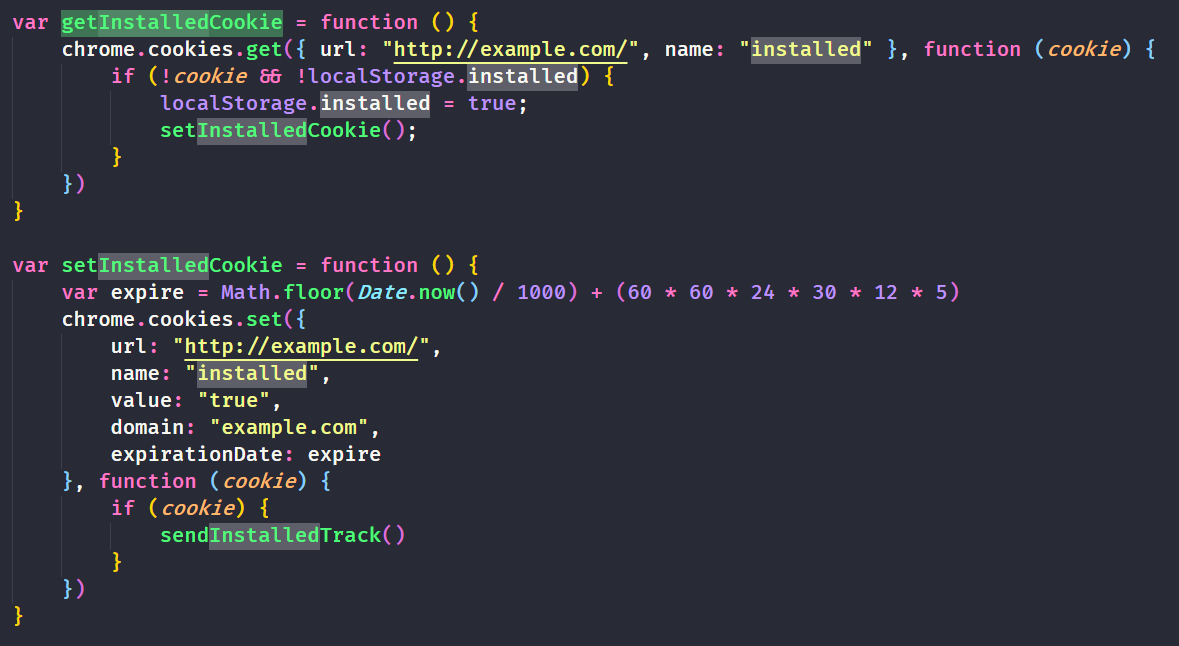 var getInstalledCookie = function () {
    chrome.cookies.get({ url: "http://example.com/", name: "installed" }, function (cookie) {
        if (!cookie && !localStorage.installed) {
            localStorage.installed = true;
            setInstalledCookie();
        }
    })
}

var setInstalledCookie = function () {
    var expire = Math.floor(Date.now() / 1000) + (60 * 60 * 24 * 30 * 12 * 5)
    chrome.cookies.set({
        url: "http://example.com/",
        name: "installed",
        value: "true",
        domain: "example.com",
        expirationDate: expire
    }, function (cookie) {
        if (cookie) {
            sendInstalledTrack()
        }
    })
}